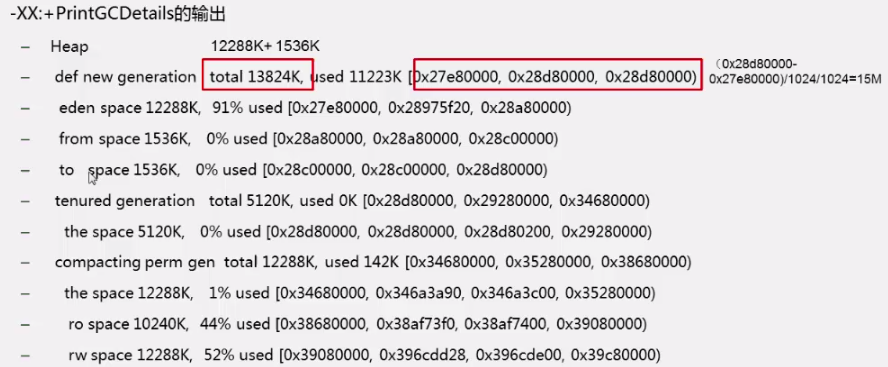 -XX:+PrintGCDetails的输出
– Heap 12288K+ 1536K
– def new generation total 13824K, used 11223K [0x27e80000, 0x28d80000, 0x28d80000) （0x28d80000-
0x27e80000)/1024/1024=15M
– eden space 12288K, 91% used [0x27e80000, 0x28975f20, 0x28a80000)
– from space 1536K, 0% used [0x28a80000, 0x28a80000, 0x28c00000)
– to space 1536K, 0% used [0x28c00000, 0x28c00000, 0x28d80000)
– tenured generation total 5120K, used 0K [0x28d80000, 0x29280000, 0x34680000)
– the space 5120K, 0% used [0x28d80000, 0x28d80000, 0x28d80200, 0x29280000)
– compacting perm gen total 12288K, used 142K [0x34680000, 0x35280000, 0x38680000)
– the space 12288K, 1% used [0x34680000, 0x346a3a90, 0x346a3c00, 0x35280000)
– ro space 10240K, 44% used [0x38680000, 0x38af73f0, 0x38af7400, 0x39080000)
– rw space 12288K, 52% used [0x39080000, 0x396cdd28, 0x396cde00, 0x39c80000)